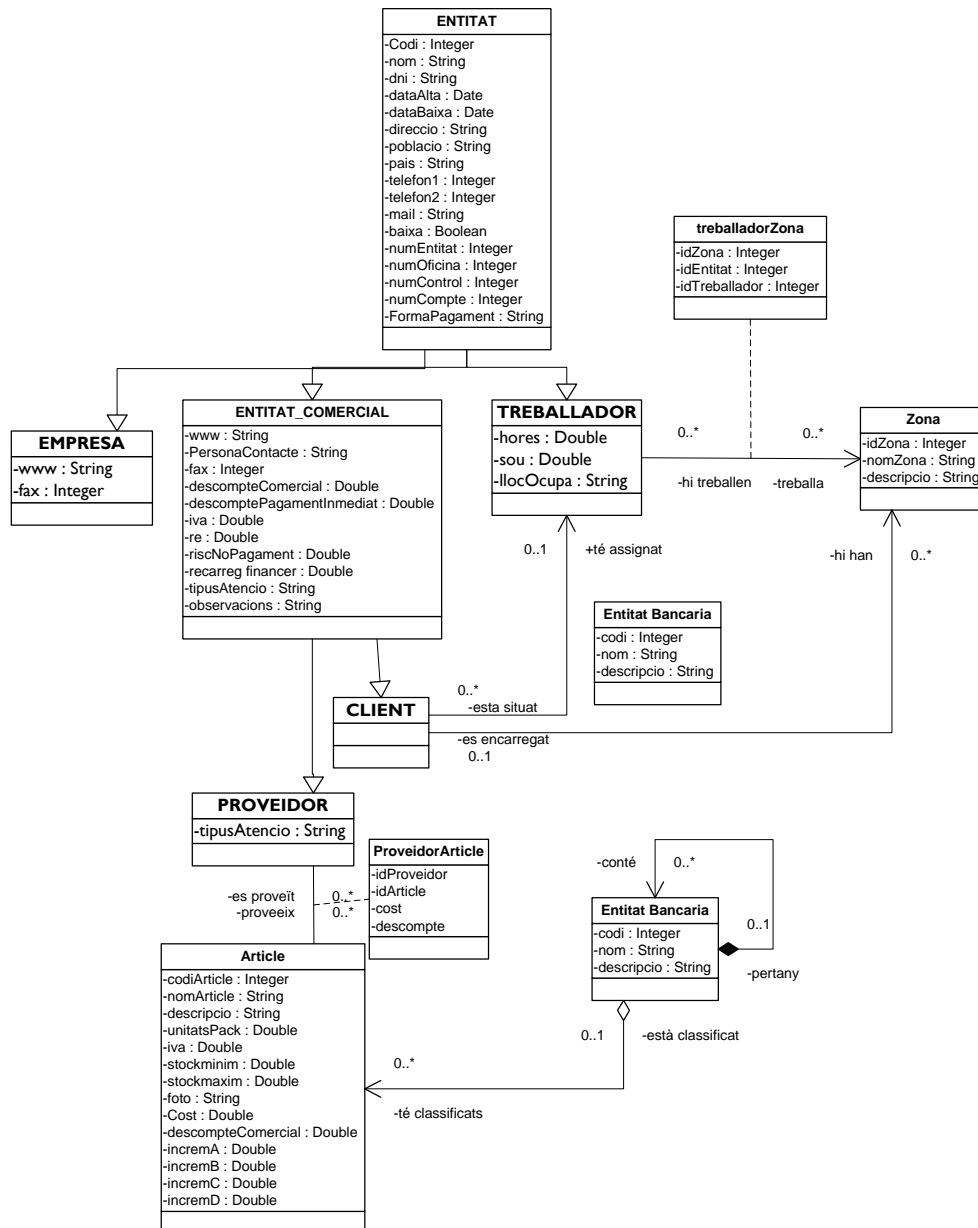 ENTITAT
-Codi : Integer
-nom : String
-dni : String
-dataAlta : Date
-dataBaixa : Date
-direccio : String
-poblacio : String
-pais : String
-telefon1 : Integer
-telefon2 : Integer
-mail : String
-baixa : Boolean
-numEntitat : Integer
-numOficina : Integer
-numControl : Integer
-numCompte : Integer
-FormaPagament : String
treballadorZona
-idZona : Integer
-idEntitat : Integer
-idTreballador : Integer
EMPRESA
-www : String
-fax : Integer
ENTITAT_COMERCIAL
-www : String
-PersonaContacte : String
-fax : Integer
-descompteComercial : Double
-descomptePagamentInmediat : Double
-iva : Double
-re : Double
-riscNoPagament : Double
-recarreg financer : Double
-tipusAtencio : String
-observacions : String
TREBALLADOR
-hores : Double
-sou : Double
-llocOcupa : String
0..*
0..*
-hi treballen
-treballa
Zona
-idZona : Integer
-nomZona : String
-descripcio : String
0..1
+té assignat
-hi han
0..*
Entitat Bancaria
-codi : Integer
-nom : String
-descripcio : String
CLIENT
0..*
-esta situat
-es encarregat
0..1
PROVEIDOR
-tipusAtencio : String
-es proveït
0..*
-proveeix
0..*
ProveidorArticle
-idProveidor
-idArticle
-cost
-descompte
-conté
0..*
Entitat Bancaria
-codi : Integer
-nom : String
-descripcio : String
0..1
-pertany
0..1
-està classificat
Article
-codiArticle : Integer
-nomArticle : String
-descripcio : String
-unitatsPack : Double
-iva : Double
-stockminim : Double
-stockmaxim : Double
-foto : String
-Cost : Double
-descompteComercial : Double
-incremA : Double
-incremB : Double
-incremC : Double
-incremD : Double
0..*
-té classificats